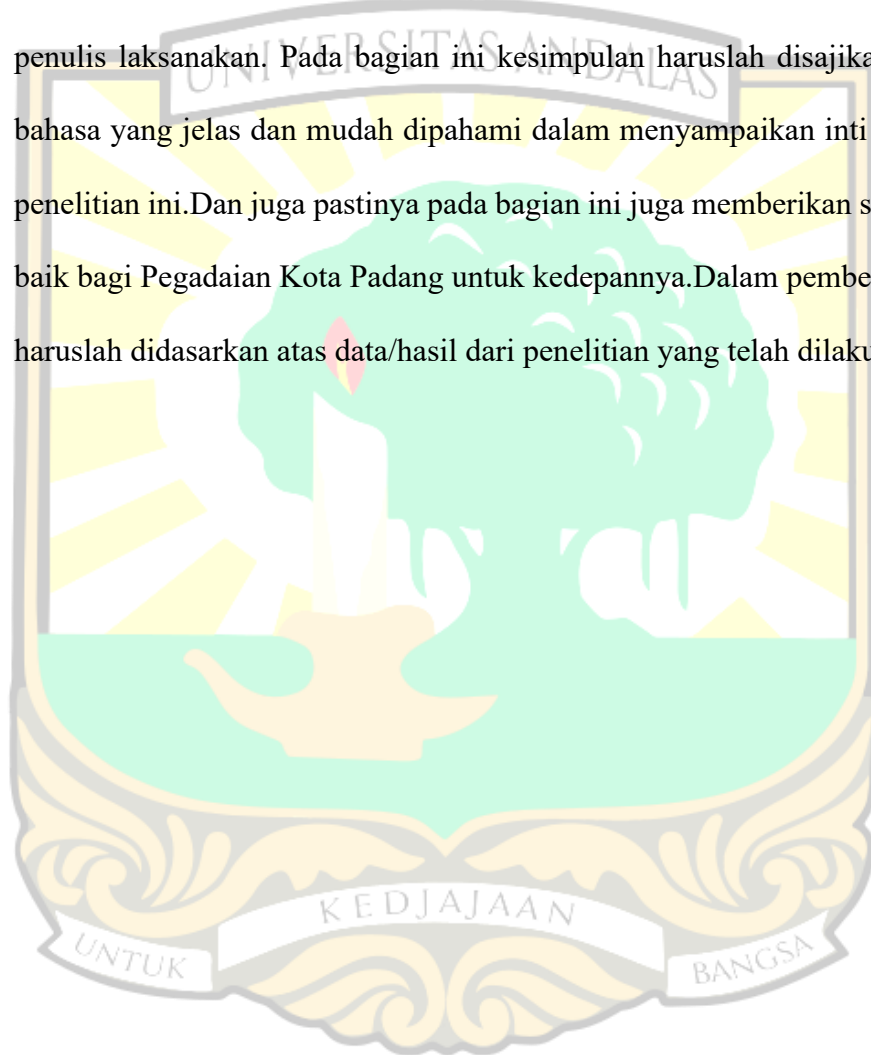 UNIVERSITAS ANDALAS
penulis laksanakan. Pada bagian ini kesimpulan haruslah disajika
bahasa yang jelas dan mudah dipahami dalam menyampaikan inti
penelitian ini.Dan juga pastinya pada bagian ini juga memberikan s
baik bagi Pegadaian Kota Padang untuk kedepannya.Dalam pembe
haruslah didasarkan atas data/hasil dari penelitian yang telah dilaku
KEDJAJAAN
UNTUK
BANGSA